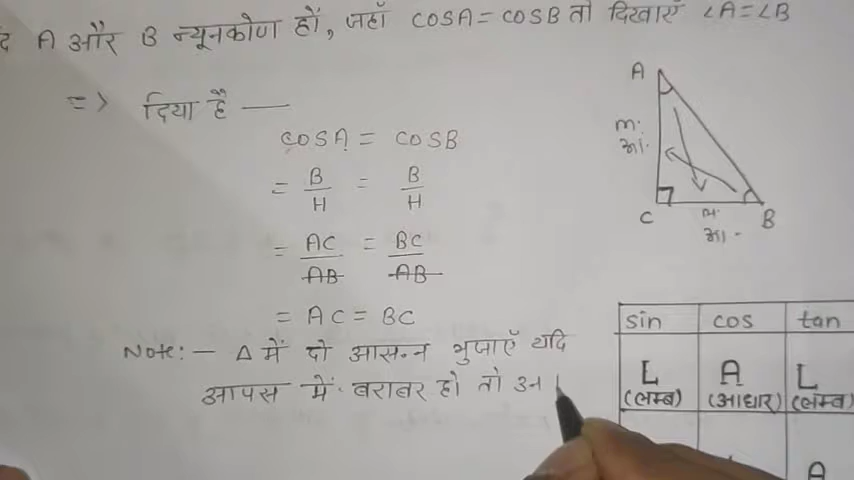 A और B न्यूनकोण हों, जहाँ COSA = COSB तो दिखाएँ ∠A = ∠B
=> दिया है —
COSA = COSB
= B/H = B/H
= AC/AB = BC/AB
= AC = BC
Note:- Δ में दो आसन्न भुजाएँ यदि
आपस में बराबर हो तो उन
A
C
B
sin cos tan
L A L
(लम्ब) (आधार) (लम्ब)
A